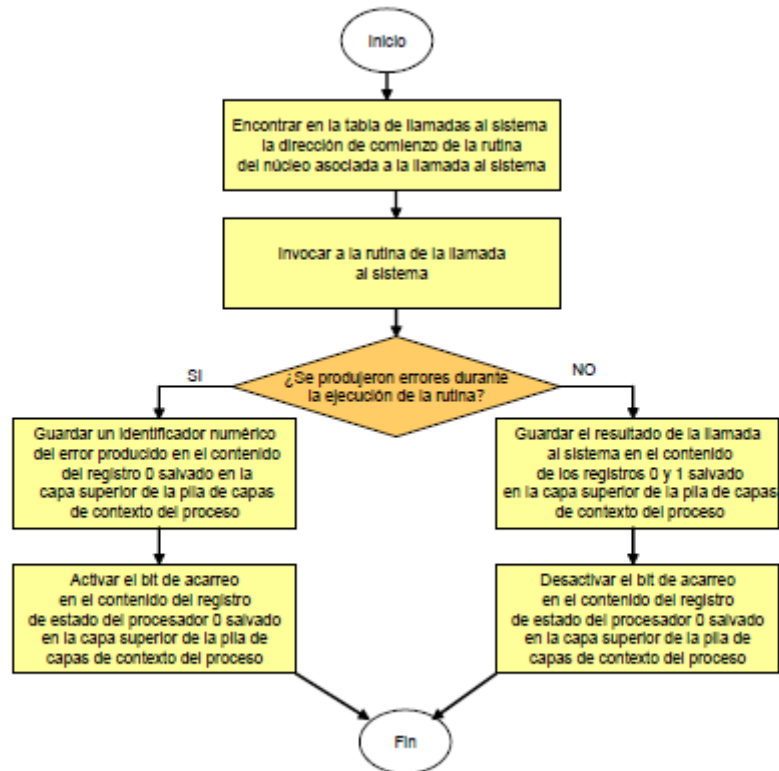 Inicio
Encontrar en la tabla de llamadas al sistema
la dirección de comienzo de la rutina
del núcleo asociada a la llamada al sistema
Invocar a la rutina de la llamada
al sistema
¿Se produjeron errores durante
la ejecución de la rutina?
SI
NO
Guardar un identificador numérico
del error producido en el contenido
del registro 0 salvado en la
capa superior de la pila de capas
de contexto del proceso
Guardar el resultado de la llamada
al sistema en el contenido
de los registros 0 y 1 salvado
en la capa superior de la pila de capas
de contexto del proceso
Activar el bit de acarreo
en el contenido del registro
de estado del procesador 0 salvado
en la capa superior de la pila de
capas de contexto del proceso
Desactivar el bit de acarreo
en el contenido del registro
de estado del procesador 0 salvado
en la capa superior de la pila de
capas de contexto del proceso
Fin